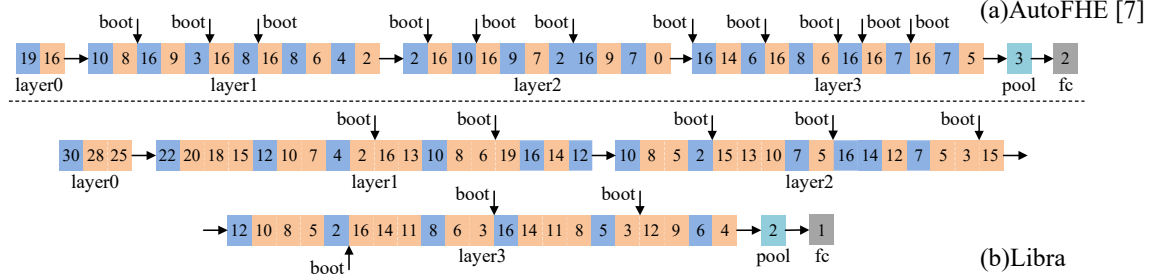 (a)AutoFHE [7]
boot boot boot boot boot boot boot boot boot boot boot
19 16 10 8 16 9 3 16 8 16 8 6 4 2 2 16 10 16 9 7 2 16 9 7 0 16 14 6 16 8 6 16 16 7 16 7 5 3 2
layer0 layer1 layer2 layer3 pool fc
boot boot boot boot boot
30 28 25 22 20 18 15 12 10 7 4 2 16 13 10 8 6 19 16 14 12 10 8 5 2 15 13 10 7 5 16 14 12 7 5 3 15
layer0 layer1 layer2
boot boot
12 10 8 5 2 16 14 11 8 6 3 16 14 11 8 5 3 12 9 6 4 2 1
layer3 pool fc
boot
(b)Libra